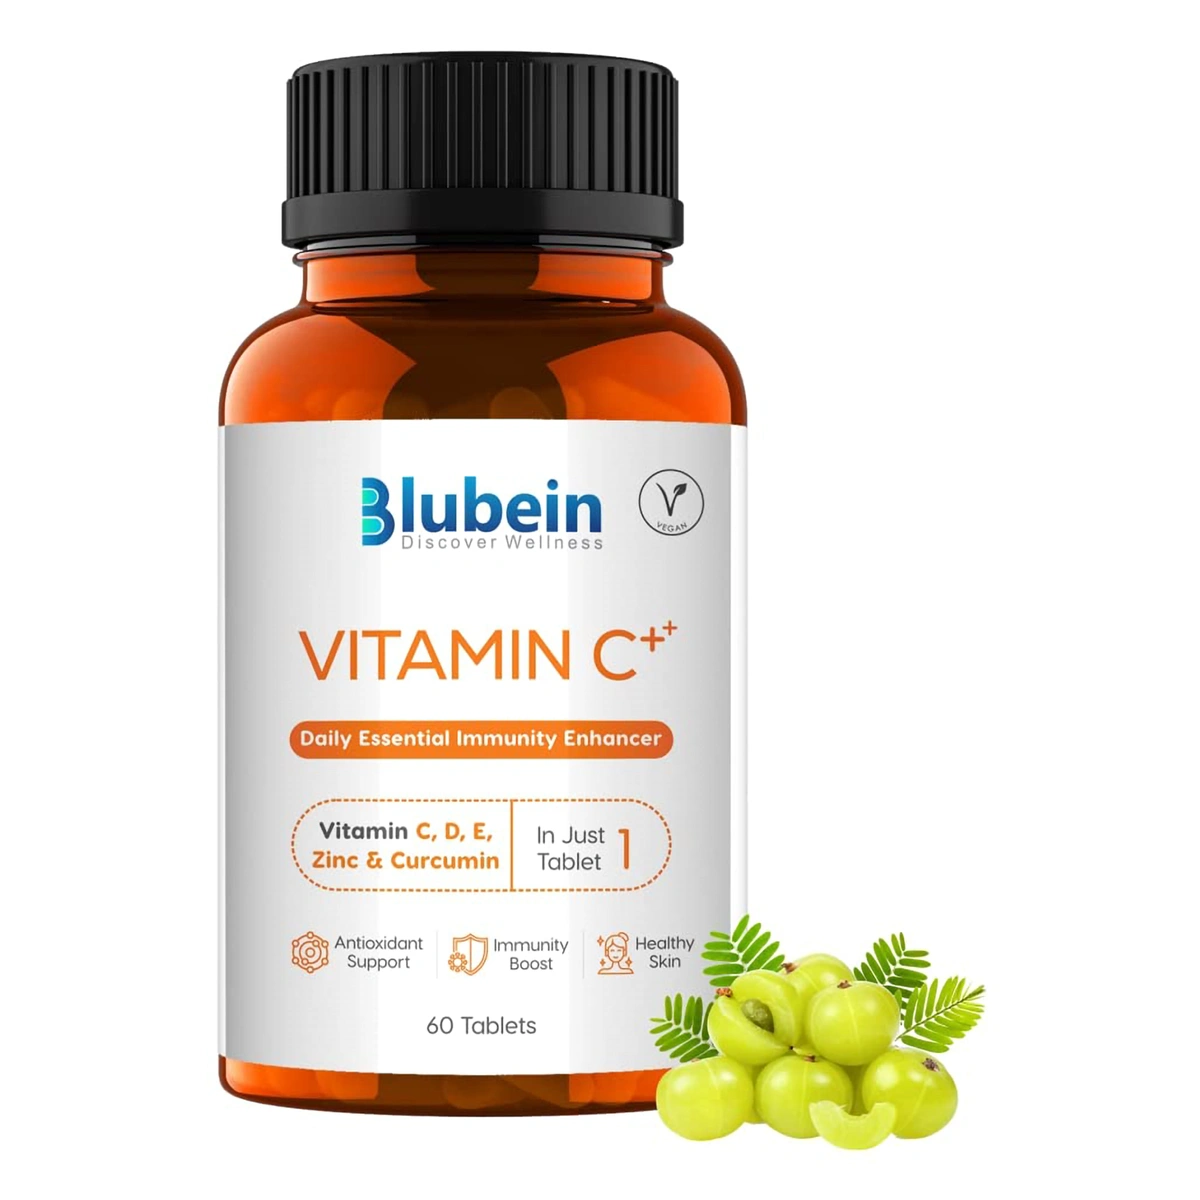 Blubein
Discover Wellness
VEGAN
VITAMIN C++
Daily Essential Immunity Enhancer
Vitamin C, D, E,
Zinc & Curcumin
In Just
Tablet 1
Antioxidant
Support
Immunity
Boost
Healthy
Skin
60 Tablets